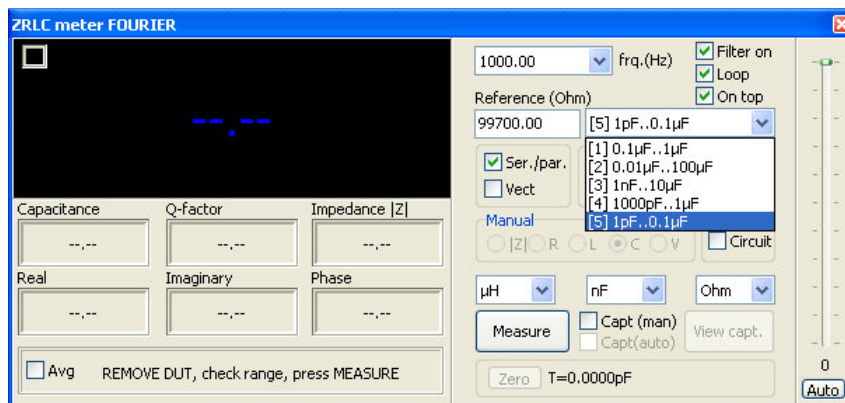 ZRLC meter FOURIER
--.--
1000.00 frq.(Hz)
Filter on
Loop
On top
Reference (Ohm)
99700.00 [5] 1pF..0.1µF
[1] 0.1µF..1µF
[2] 0.01µF..100µF
[3] 1nF..10µF
[4] 1000pF..1µF
[5] 1pF..0.1µF
Ser./par.
Vect
Manual
|Z| R L C V Circuit
Capacitance Q-factor Impedance |Z|
--.-- --.-- --.--
Real Imaginary Phase
--.-- --.-- --.--
µH nF Ohm
Measure Capt (man) View capt.
Capt(auto)
Avg REMOVE DUT, check range, press MEASURE
Zero T=0.0000pF
0
Auto